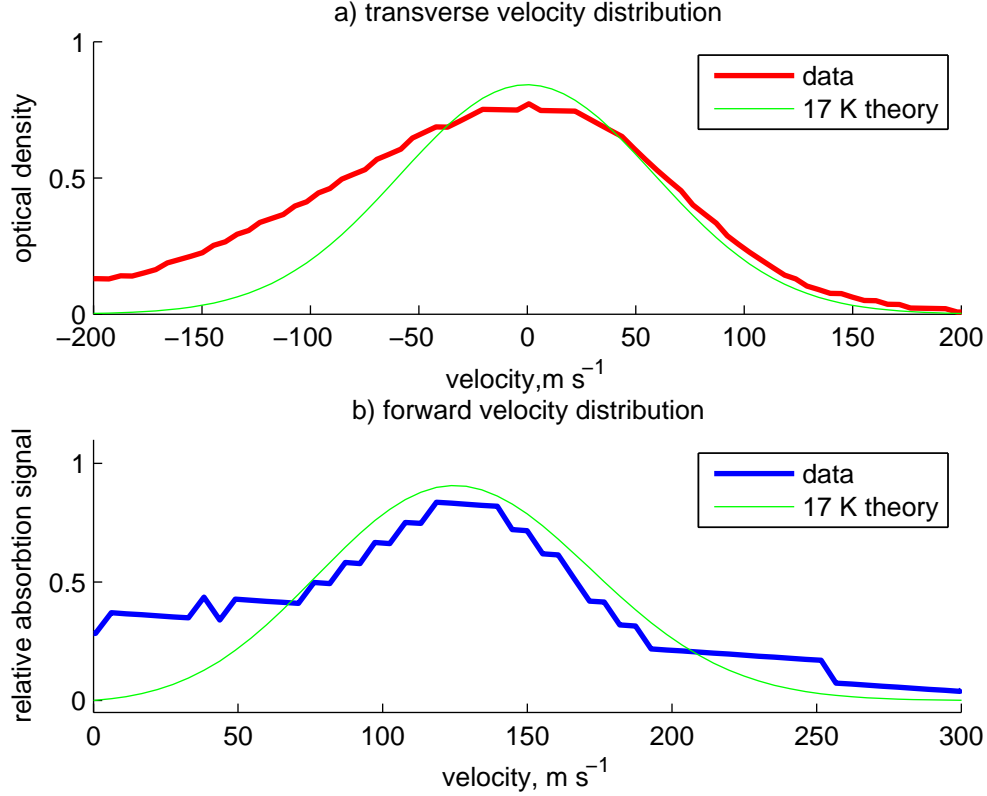 a) transverse velocity distribution
1
0.5
0
optical density
data
17 K theory
−200
−150
−100
−50
0
50
100
150
200
velocity,m s⁻¹
b) forward velocity distribution
1
0.5
0
relative absorbtion signal
data
17 K theory
0
50
100
150
200
250
300
velocity, m s⁻¹